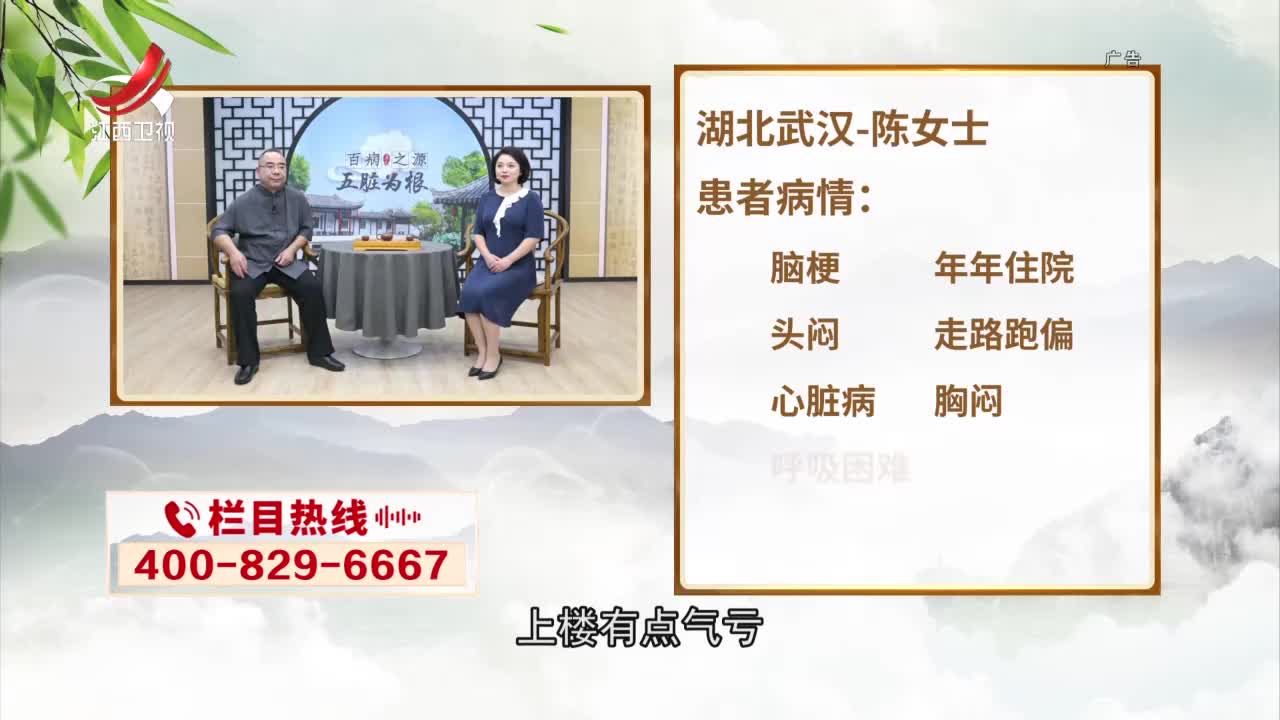 广告
江西卫视
百病之源
五脏为根
湖北武汉-陈女士
患者病情：
脑梗 年年住院
头闷 走路跑偏
心脏病 胸闷
呼吸困难
栏目热线
400-829-6667
上楼有点气亏